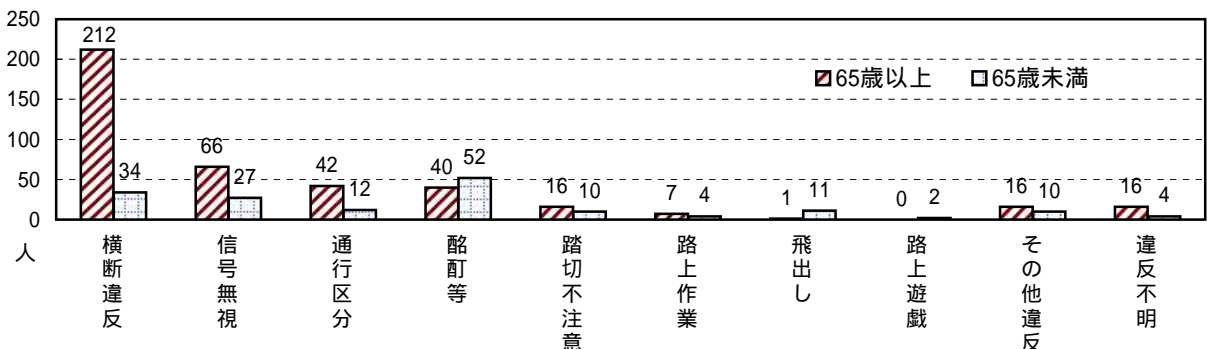 250
200
150
100
50
0
人
65歳以上 65歳未満
212 34
66 27
42 12
40 52
16 10
7 4
1 11
0 2
16 10
16 4
横断違反
信号無視
通行区分
酩酊等
踏切不注意
路上作業
飛出し
路上遊戯
その他違反
違反不明